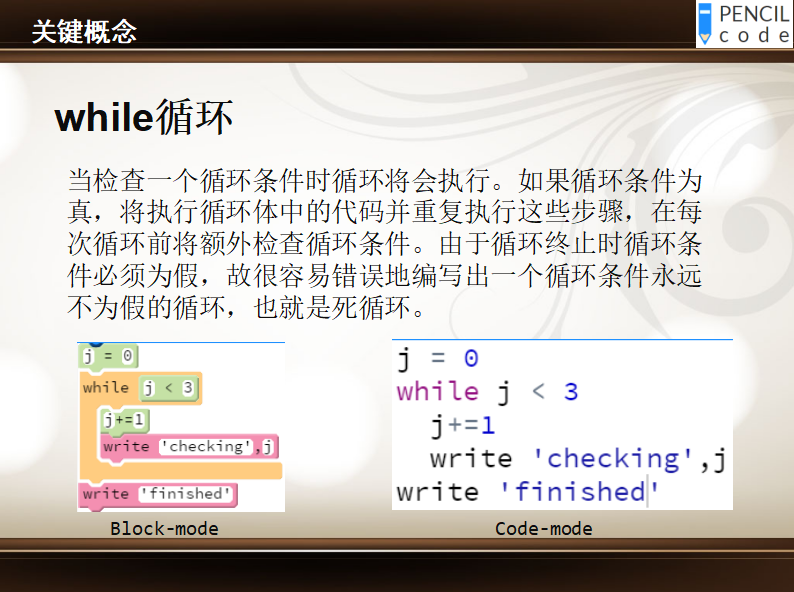 关键概念
PENCIL
code
while循环
当检查一个循环条件时循环将会执行。如果循环条件为
真，将执行循环体中的代码并重复执行这些步骤，在每
次循环前将额外检查循环条件。由于循环终止时循环条
件必须为假，故很容易错误地编写出一个循环条件永远
不为假的循环，也就是死循环。
j = 0
while j < 3
j+=1
write 'checking',j
write 'finished'
Block-mode
j = 0
while j < 3
j+=1
write 'checking',j
write 'finished'
Code-mode